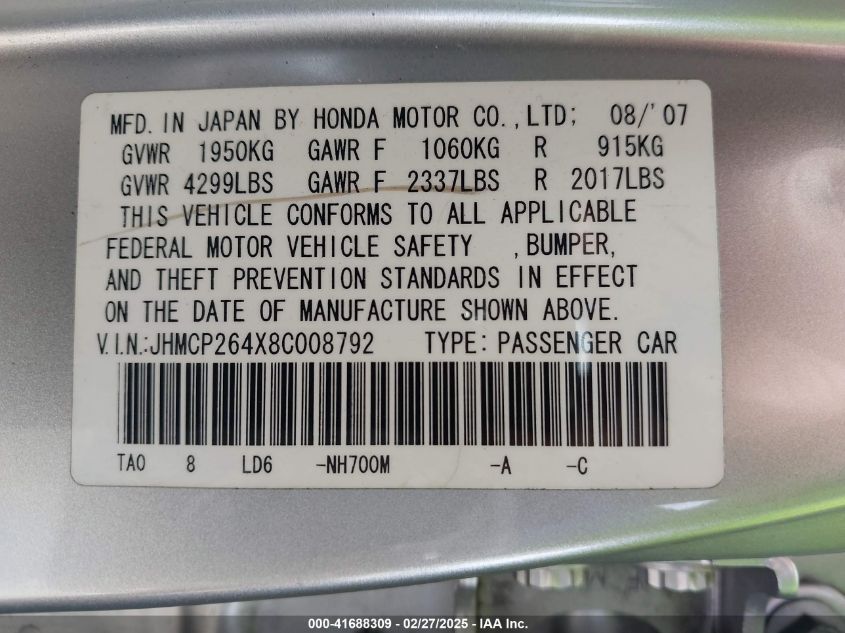 MFD. IN JAPAN BY HONDA MOTOR CO.,LTD; 08/'07
GVWR 1950KG GAWR F 1060KG R 915KG
GVWR 4299LBS GAWR F 2337LBS R 2017LBS
THIS VEHICLE CONFORMS TO ALL APPLICABLE
FEDERAL MOTOR VEHICLE SAFETY ,BUMPER,
AND THEFT PREVENTION STANDARDS IN EFFECT
ON THE DATE OF MANUFACTURE SHOWN ABOVE.
V.I.N.:JHMCP264X8C008792 TYPE: PASSENGER CAR
TA0 8 LD6 -NH700M -A -C
000-41688309 — 02/27/2025 — IAA Inc.